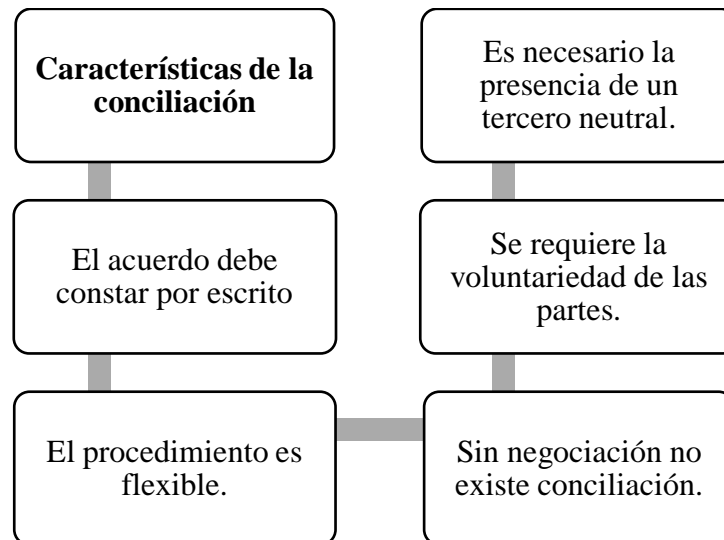 Características de la
conciliación
El acuerdo debe
constar por escrito
El procedimiento es
flexible.
Sin negociación no
existe conciliación.
Se requiere la
voluntariedad de las
partes.
Es necesario la
presencia de un
tercero neutral.